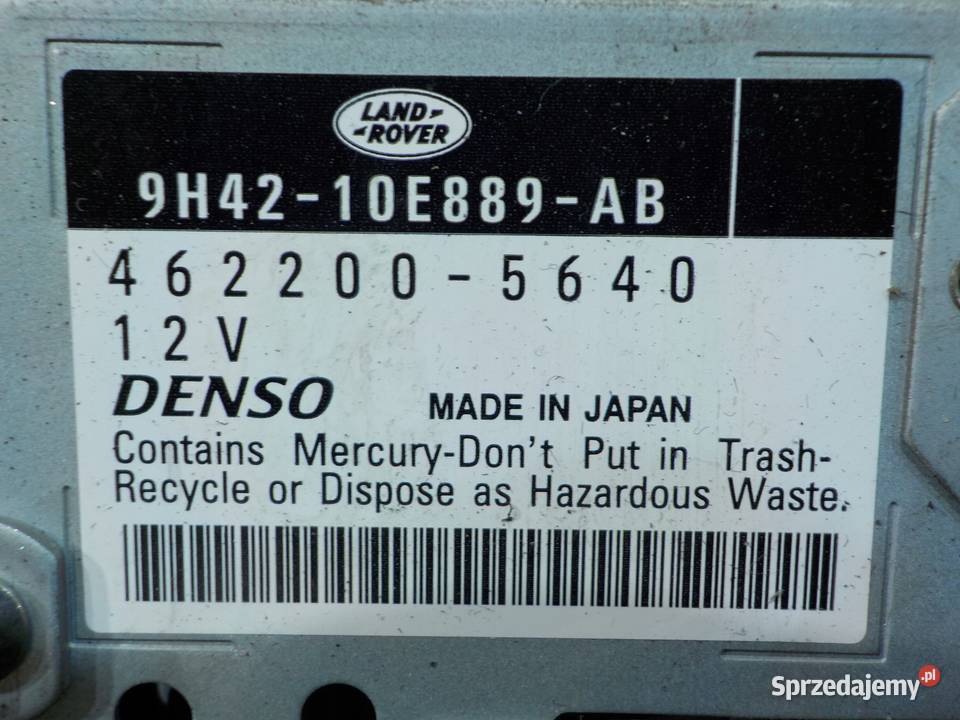 LAND-
-ROVER
9H42-10E889-AB
462200-5640
12V
DENSO MADE IN JAPAN
Contains Mercury-Don't Put in Trash-
Recycle or Dispose as Hazardous Waste.
Sprzedajemy.pl